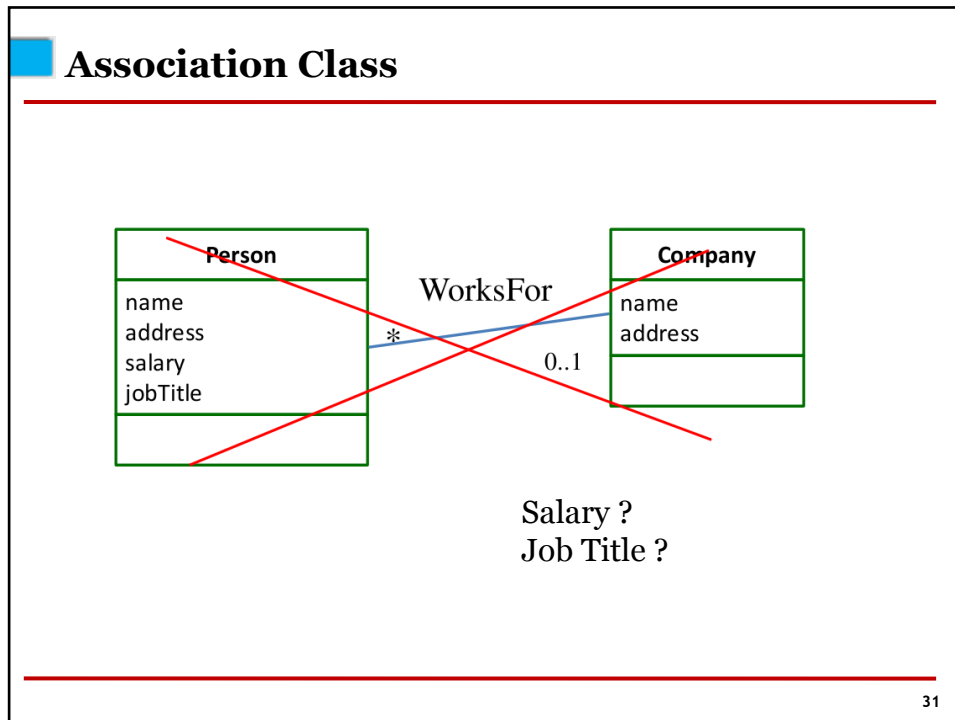 Association Class
Person
name
address
salary
jobTitle
WorksFor
*
0..1
Company
name
address
Salary ?
Job Title ?
31